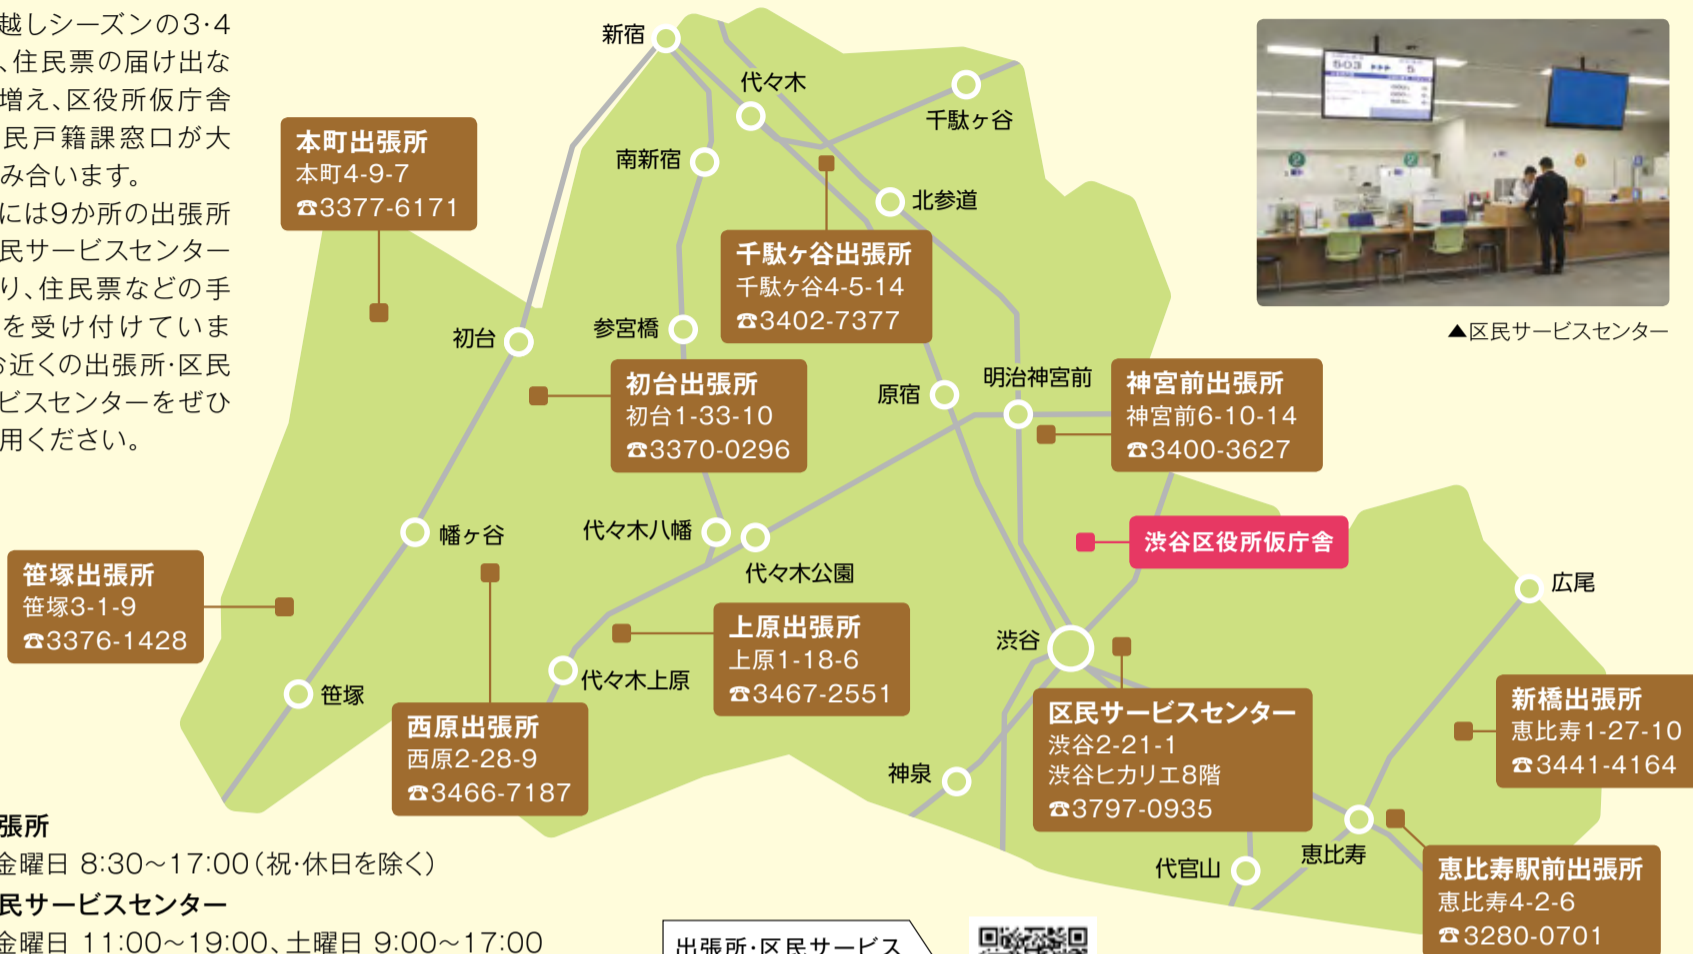 越しシーズンの3・4
、住民票の届け出な
増え、区役所仮庁舎
民戸籍課窓口が大
み合います。
には9か所の出張所
民サービスセンター
り、住民票などの手
を受け付けていま
お近くの出張所・区民
ビスセンターをぜひ
用ください。
新宿
代々木
千駄ヶ谷
南新宿
北参道
本町出張所
本町4-9-7
☎3377-6171
千駄ヶ谷出張所
千駄ヶ谷4-5-14
☎3402-7377
503 ▶▶▶ 5
▲区民サービスセンター
初台
参宮橋
初台出張所
初台1-33-10
☎3370-0296
原宿
明治神宮前
神宮前出張所
神宮前6-10-14
☎3400-3627
幡ヶ谷
代々木八幡
代々木公園
渋谷区役所仮庁舎
広尾
笹塚出張所
笹塚3-1-9
☎3376-1428
上原出張所
上原1-18-6
☎3467-2551
渋谷
笹塚
代々木上原
西原出張所
西原2-28-9
☎3466-7187
区民サービスセンター
渋谷2-21-1
渋谷ヒカリエ8階
☎3797-0935
新橋出張所
恵比寿1-27-10
☎3441-4164
神泉
代官山
恵比寿
恵比寿駅前出張所
恵比寿4-2-6
☎3280-0701
張所
金曜日 8:30〜17:00（祝・休日を除く）
民サービスセンター
金曜日 11:00〜19:00、土曜日 9:00〜17:00
出張所・区民サービス